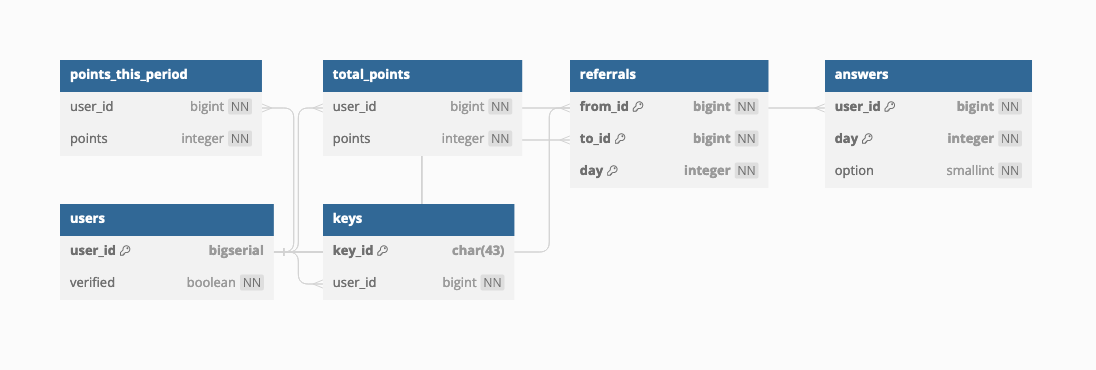 points_this_period
user_id bigint NN
points integer NN
total_points
user_id bigint NN
points integer NN
referrals
from_id bigint NN
to_id bigint NN
day integer NN
answers
user_id bigint NN
day integer NN
option smallint NN
users
user_id bigserial
verified boolean NN
keys
key_id char(43)
user_id bigint NN